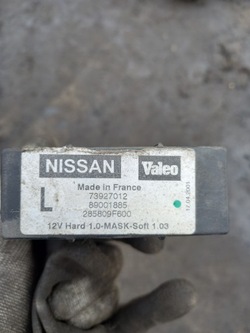 NISSAN Valeo
Made in France
L
73927012
89001885
285809F600
12V Hard 1.0-MASK-Soft 1.03